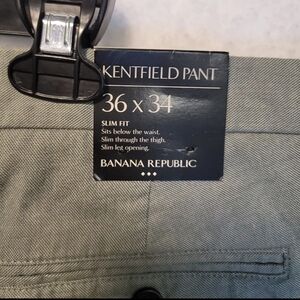 KENTFIELD PANT
36 x 34
SLIM FIT
Sits below the waist.
Slim through the thigh.
Slim leg opening.
BANANA REPUBLIC